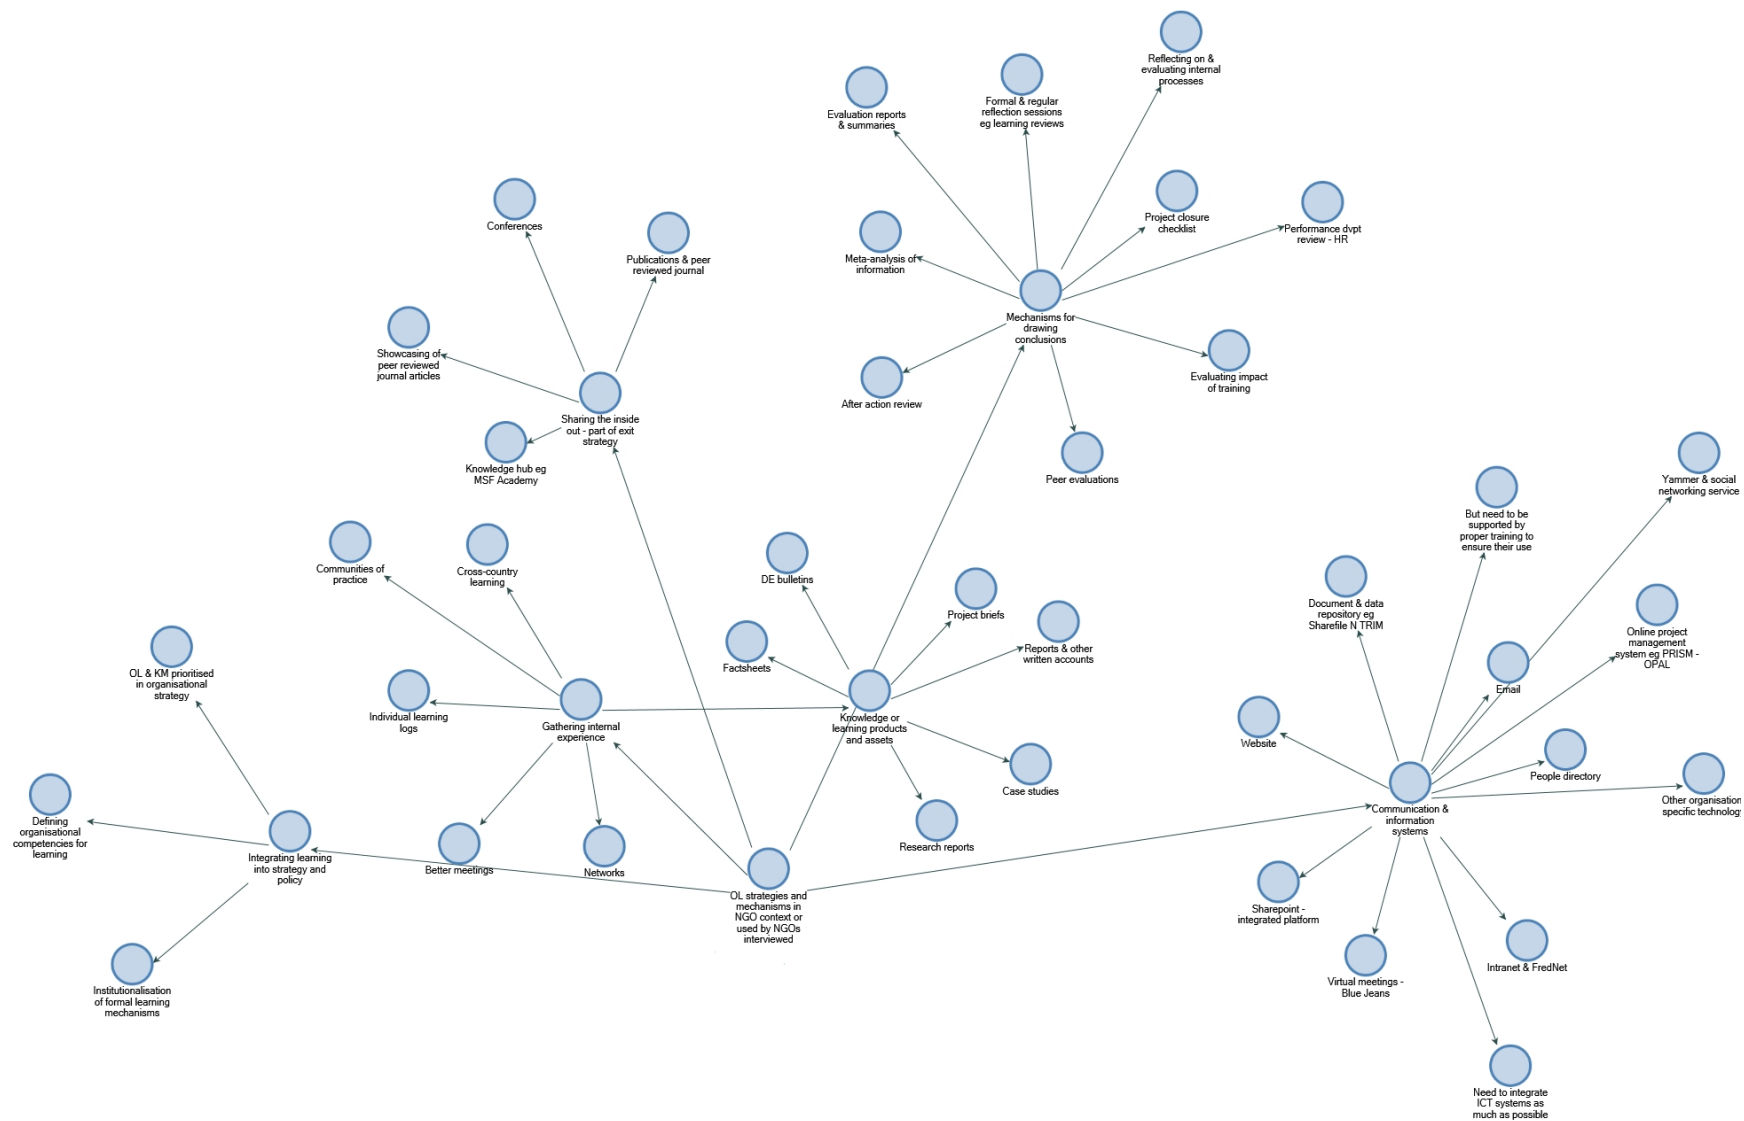 Reflecting on &
evaluating internal
processes
Formal & regular
reflection sessions
eg learning reviews
Evaluation reports
& summaries
Conferences
Publications & peer
reviewed journal
Project closure
checklist
Performance dvpt
review - HR
Meta-analysis of
information
Mechanisms for
drawing
conclusions
Showcasing of
peer reviewed
journal articles
Evaluating impact
of training
After action review
Sharing the inside
out - part of exit
strategy
Knowledge hub eg
MSF Academy
Peer evaluations
Yammer & social
networking service
But need to be
supported by
proper training to
ensure their use
Communities of
practice
Cross-country
learning
DE bulletins
Project briefs
Document & data
repository eg
Sharefile N TRIM
Online project
management
system eg PRISM -
OPAL
OL & KM prioritised
in organisational
strategy
Factsheets
Reports & other
written accounts
Email
Individual learning
logs
Gathering internal
experience
Knowledge or
learning products
and assets
Website
People directory
Case studies
Other organisation
specific technology
Communication &
information
systems
Defining
organisational
competencies for
learning
Integrating learning
into strategy and
policy
Better meetings
Networks
Research reports
OL strategies and
mechanisms in
NGO context or
used by NGOs
interviewed
Sharepoint -
integrated platform
Intranet & FredNet
Virtual meetings -
Blue Jeans
Institutionalisation
of formal learning
mechanisms
Need to integrate
ICT systems as
much as possible